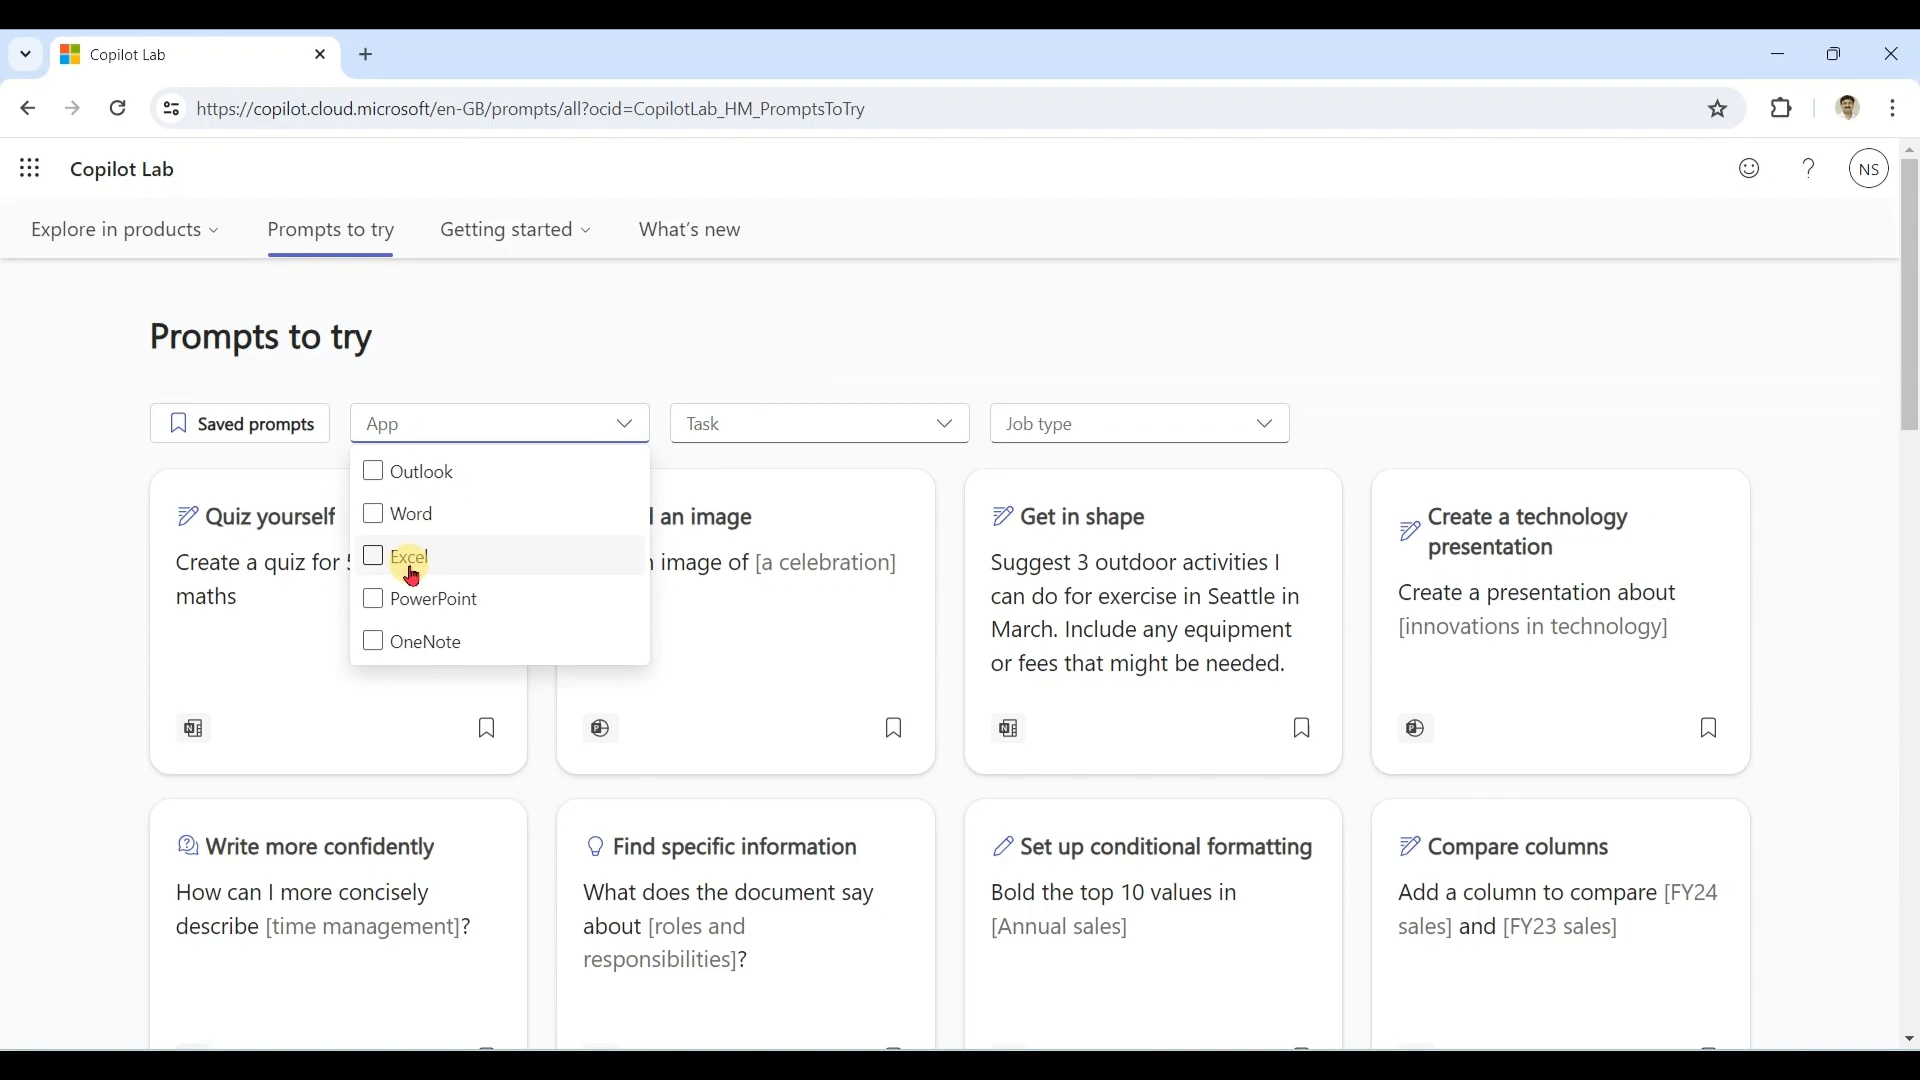 Copilot Lab
https://copilot.cloud.microsoft/en-GB/prompts/all?ocid=CopilotLab_HM_PromptsToTry
Copilot Lab
NS
Explore in products
Prompts to try
Getting started
What's new
Prompts to try
Saved prompts
App
Task
Job type
Outlook
Word
Excel
PowerPoint
OneNote
Quiz yourself
Create a quiz for
maths
an image
image of [a celebration]
Get in shape
Suggest 3 outdoor activities I
can do for exercise in Seattle in
March. Include any equipment
or fees that might be needed.
Create a technology
presentation
Create a presentation about
[innovations in technology]
Write more confidently
How can I more concisely
describe [time management]?
Find specific information
What does the document say
about [roles and
responsibilities]?
Set up conditional formatting
Bold the top 10 values in
[Annual sales]
Compare columns
Add a column to compare [FY24
sales] and [FY23 sales]